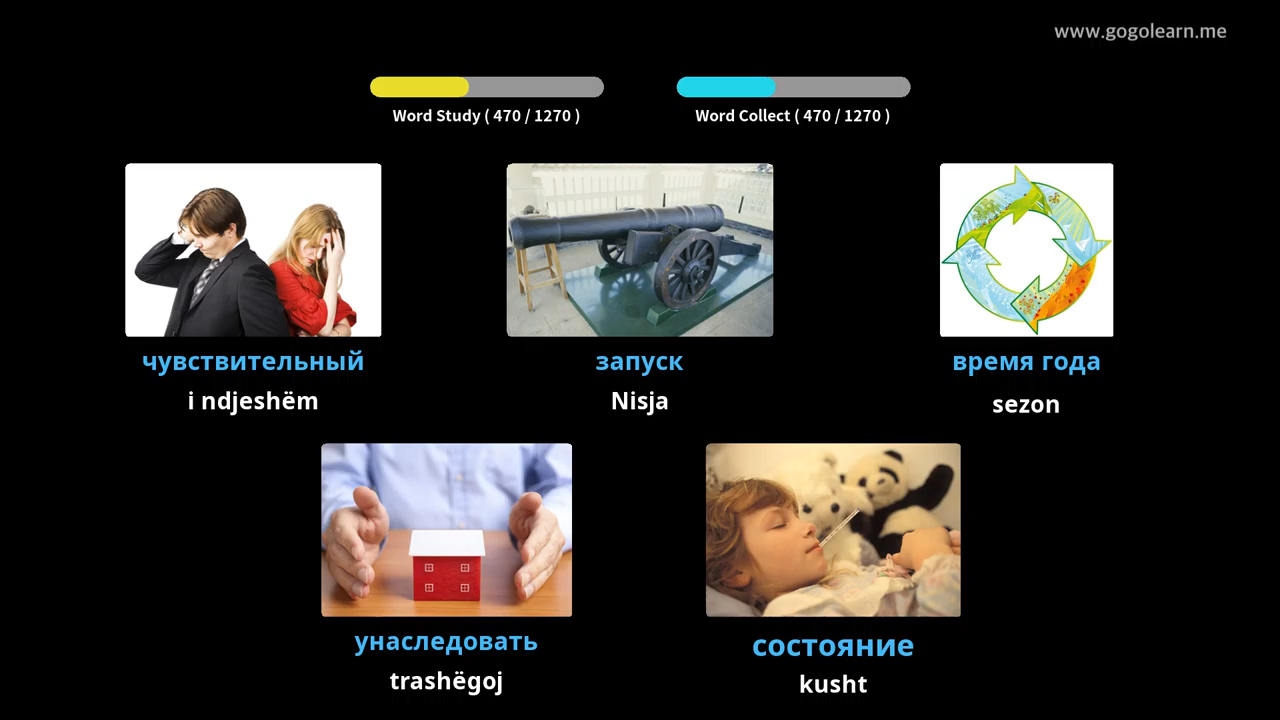 www.gogolearn.me
Word Study ( 470 / 1270 )
Word Collect ( 470 / 1270 )
чувствительный
i ndjeshëm
запуск
Nisja
время года
sezon
унаследовать
trashëgoj
состояние
kusht